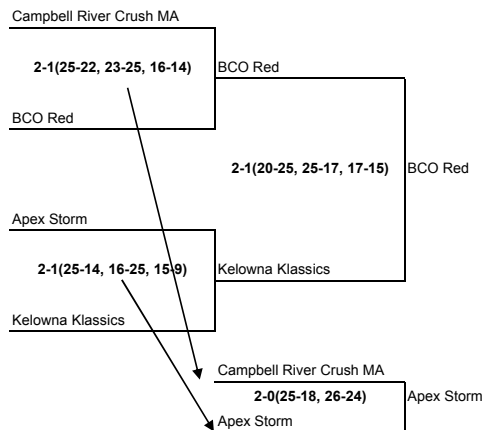 Campbell River Crush MA
2-1(25-22, 23-25, 16-14)
BCO Red
BCO Red
2-1(20-25, 25-17, 17-15)
BCO Red
Apex Storm
2-1(25-14, 16-25, 15-9)
Kelowna Klassics
Kelowna Klassics
Campbell River Crush MA
2-0(25-18, 26-24)
Apex Storm
Apex Storm